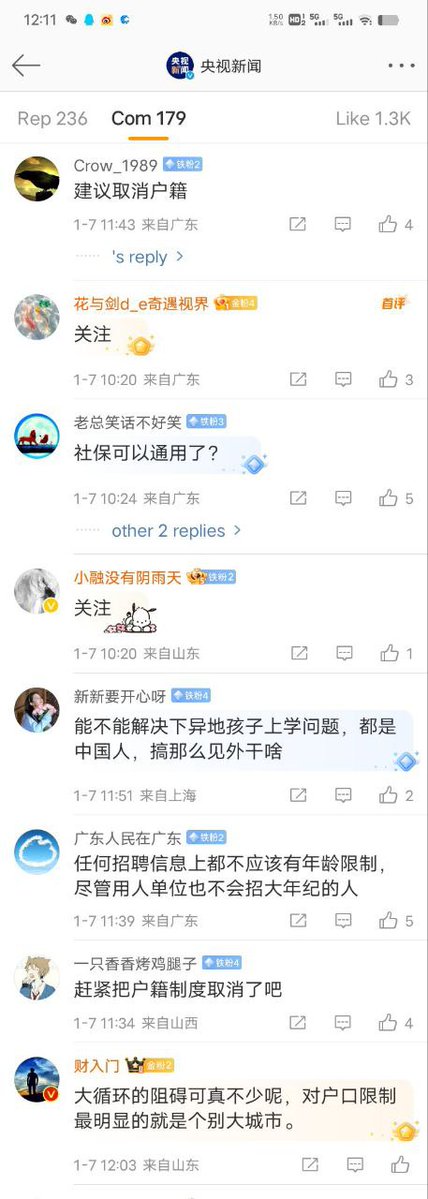 12:11
1.50 KB/s HD 2 5G 5G
央视新闻
央视新闻
Rep 236 Com 179 Like 1.3K
Crow_1989 铁粉2
建议取消户籍
1-7 11:43 来自广东 4
······ 's reply >
花与剑d_e奇遇视界 金粉4 首评
关注
1-7 10:20 来自广东 3
老总笑话不好笑 铁粉3
社保可以通用了？
1-7 10:24 来自广东 5
······ other 2 replies >
小融没有阴雨天 铁粉2
关注
1-7 10:20 来自山东 1
新新要开心呀 铁粉4
能不能解决下异地孩子上学问题，都是
中国人，搞那么见外干啥
1-7 11:51 来自上海 2
广东人民在广东 铁粉2
任何招聘信息上都不应该有年龄限制，
尽管用人单位也不会招大年纪的人
1-7 11:39 来自广东 5
一只香香烤鸡腿子 铁粉4
赶紧把户籍制度取消了吧
1-7 11:34 来自山西 4
财入门 金粉2
大循环的阻碍可真不少呢，对户口限制
最明显的就是个别大城市。
1-7 12:03 来自山东